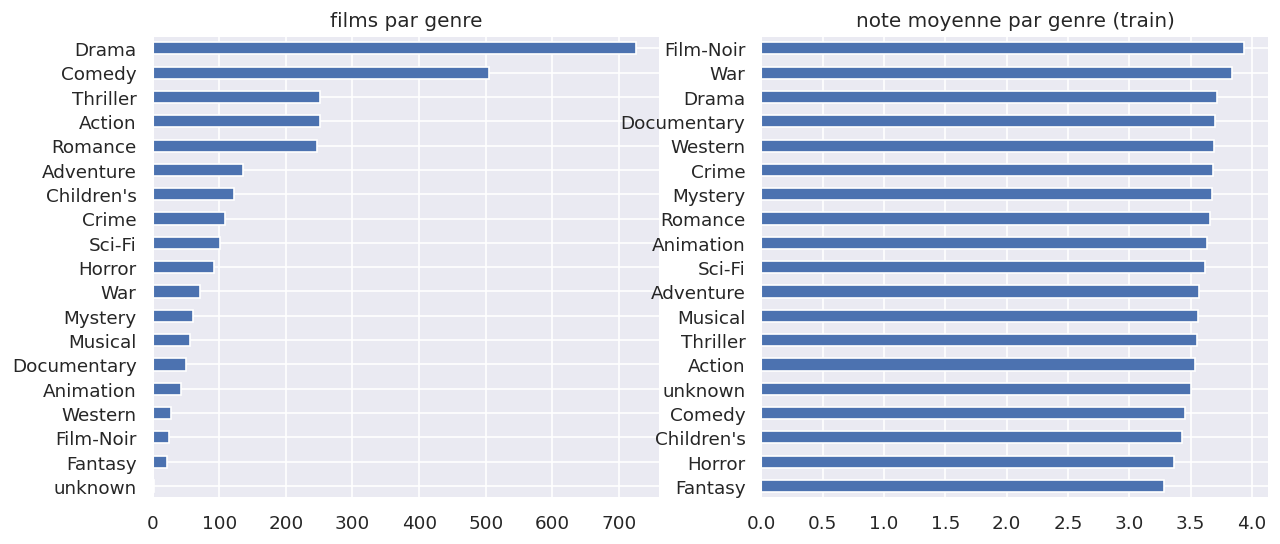 films par genre
Drama
Comedy
Thriller
Action
Romance
Adventure
Children's
Crime
Sci-Fi
Horror
War
Mystery
Musical
Documentary
Animation
Western
Film-Noir
Fantasy
unknown
0 100 200 300 400 500 600 700
note moyenne par genre (train)
Film-Noir
War
Drama
Documentary
Western
Crime
Mystery
Romance
Animation
Sci-Fi
Adventure
Musical
Thriller
Action
unknown
Comedy
Children's
Horror
Fantasy
0.0 0.5 1.0 1.5 2.0 2.5 3.0 3.5 4.0